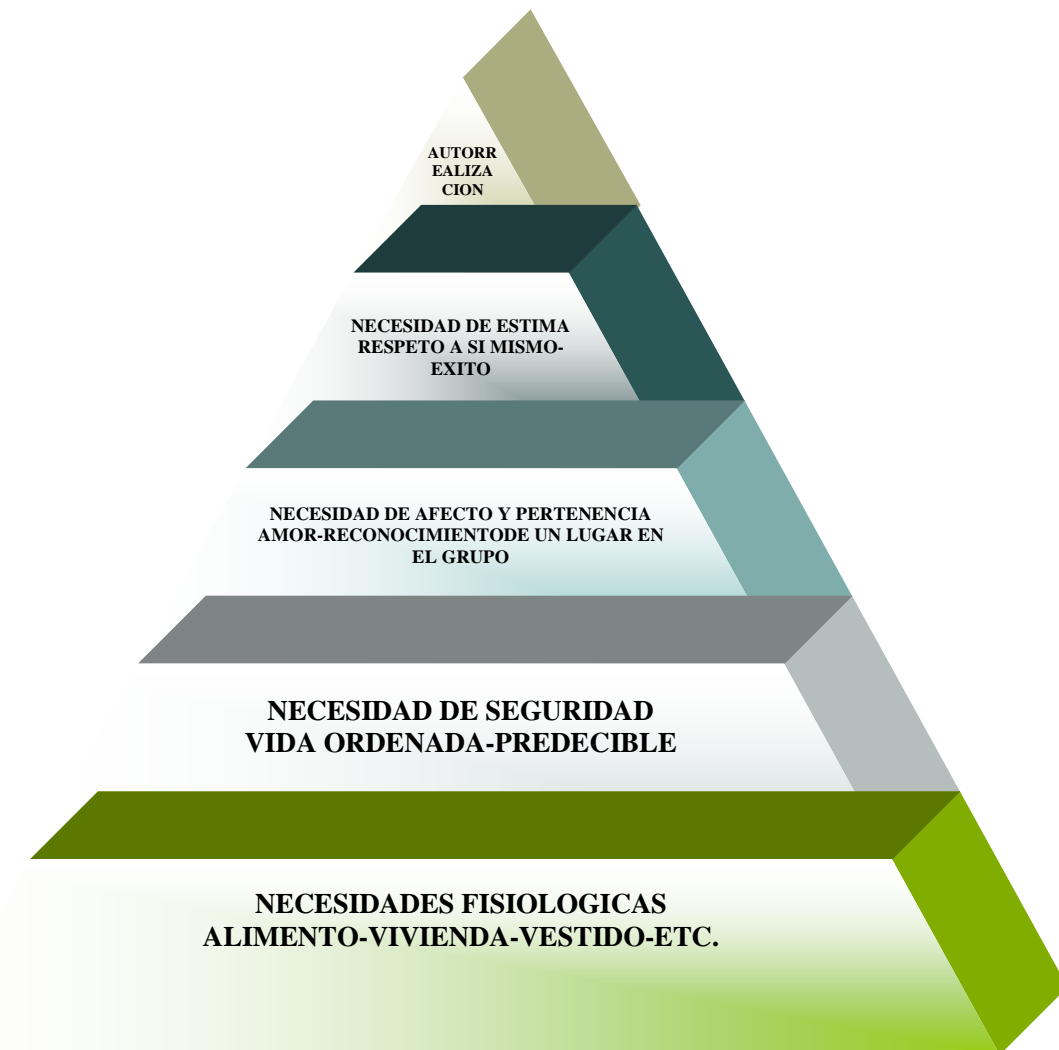 AUTORR
EALIZA
CION
NECESIDAD DE ESTIMA
RESPETO A SI MISMO-
EXITO
NECESIDAD DE AFECTO Y PERTENENCIA
AMOR-RECONOCIMIENTODE UN LUGAR EN
EL GRUPO
NECESIDAD DE SEGURIDAD
VIDA ORDENADA-PREDECIBLE
NECESIDADES FISIOLOGICAS
ALIMENTO-VIVIENDA-VESTIDO-ETC.